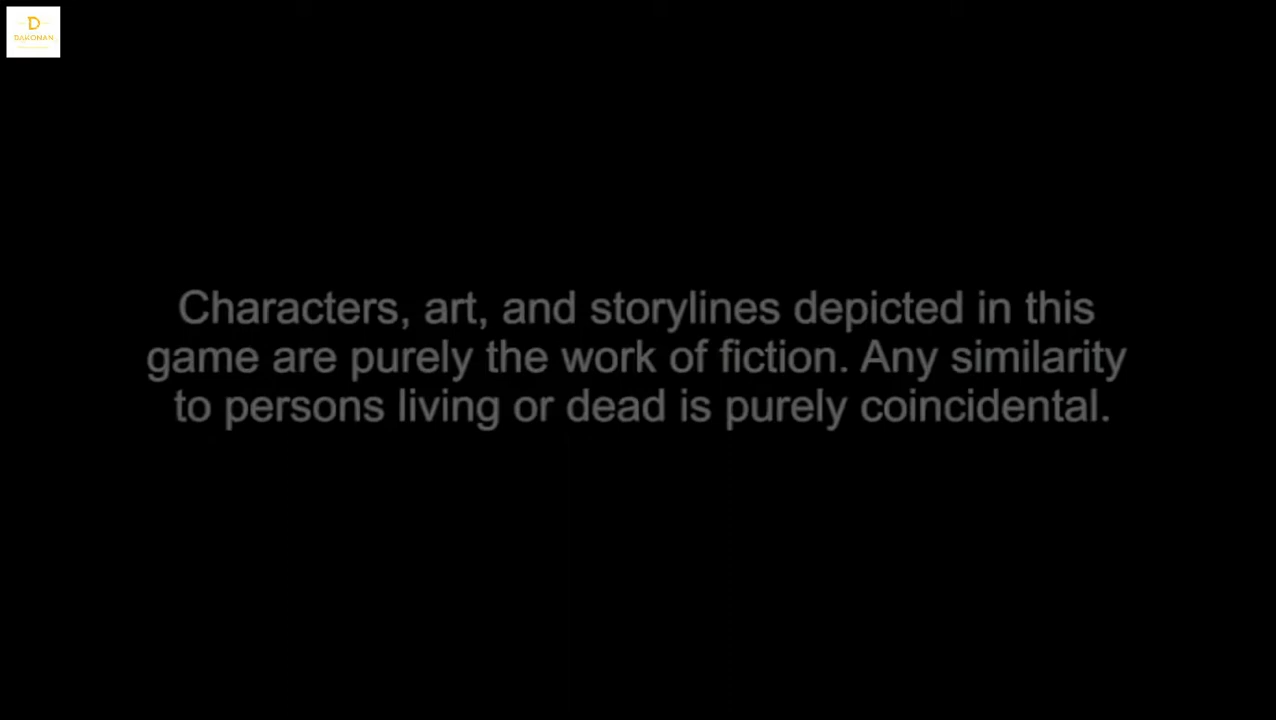 D
DAKONAN
Characters, art, and storylines depicted in this
game are purely the work of fiction. Any similarity
to persons living or dead is purely coincidental.